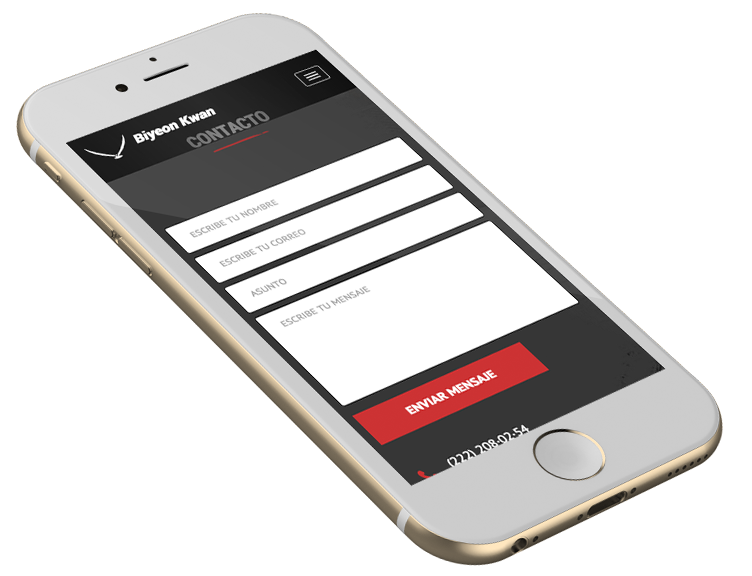 Biyeon Kwan
CONTACTO
ESCRIBE TU NOMBRE
ESCRIBE TU CORREO
ASUNTO
ESCRIBE TU MENSAJE
ENVIAR MENSAJE
(222) 208-02-54